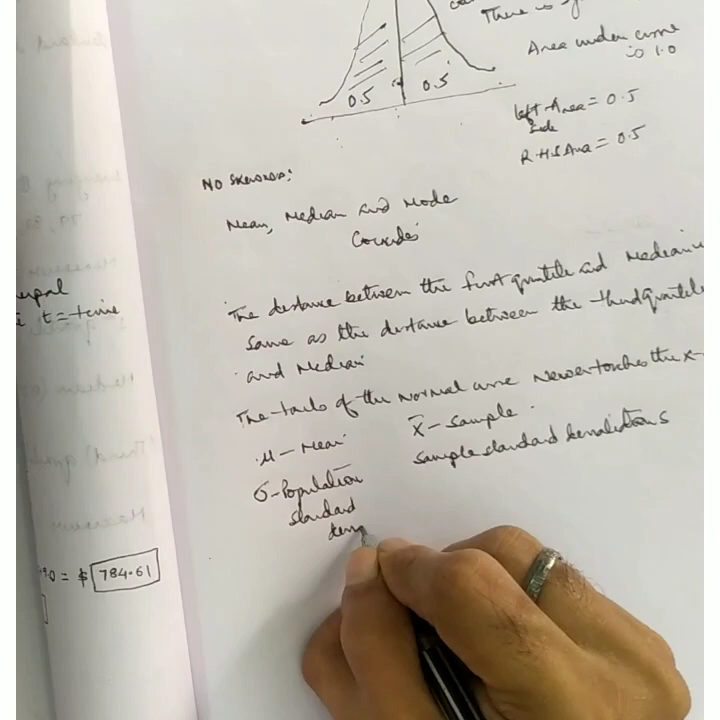 There is
Area under curve
is 1.0
0.5 0.5
left Area = 0.5
Side
R.H.S Area = 0.5
No skewness:
Mean, Median and Mode
Coincides
The distance between the first quartile and Median is
same as the distance between the third quartile
and Median
The tails of the normal curve never touches the x-
μ - Mean x̄ - Sample
σ - Population sample standard deviation S
standard
t = time
90 = $ 784.61